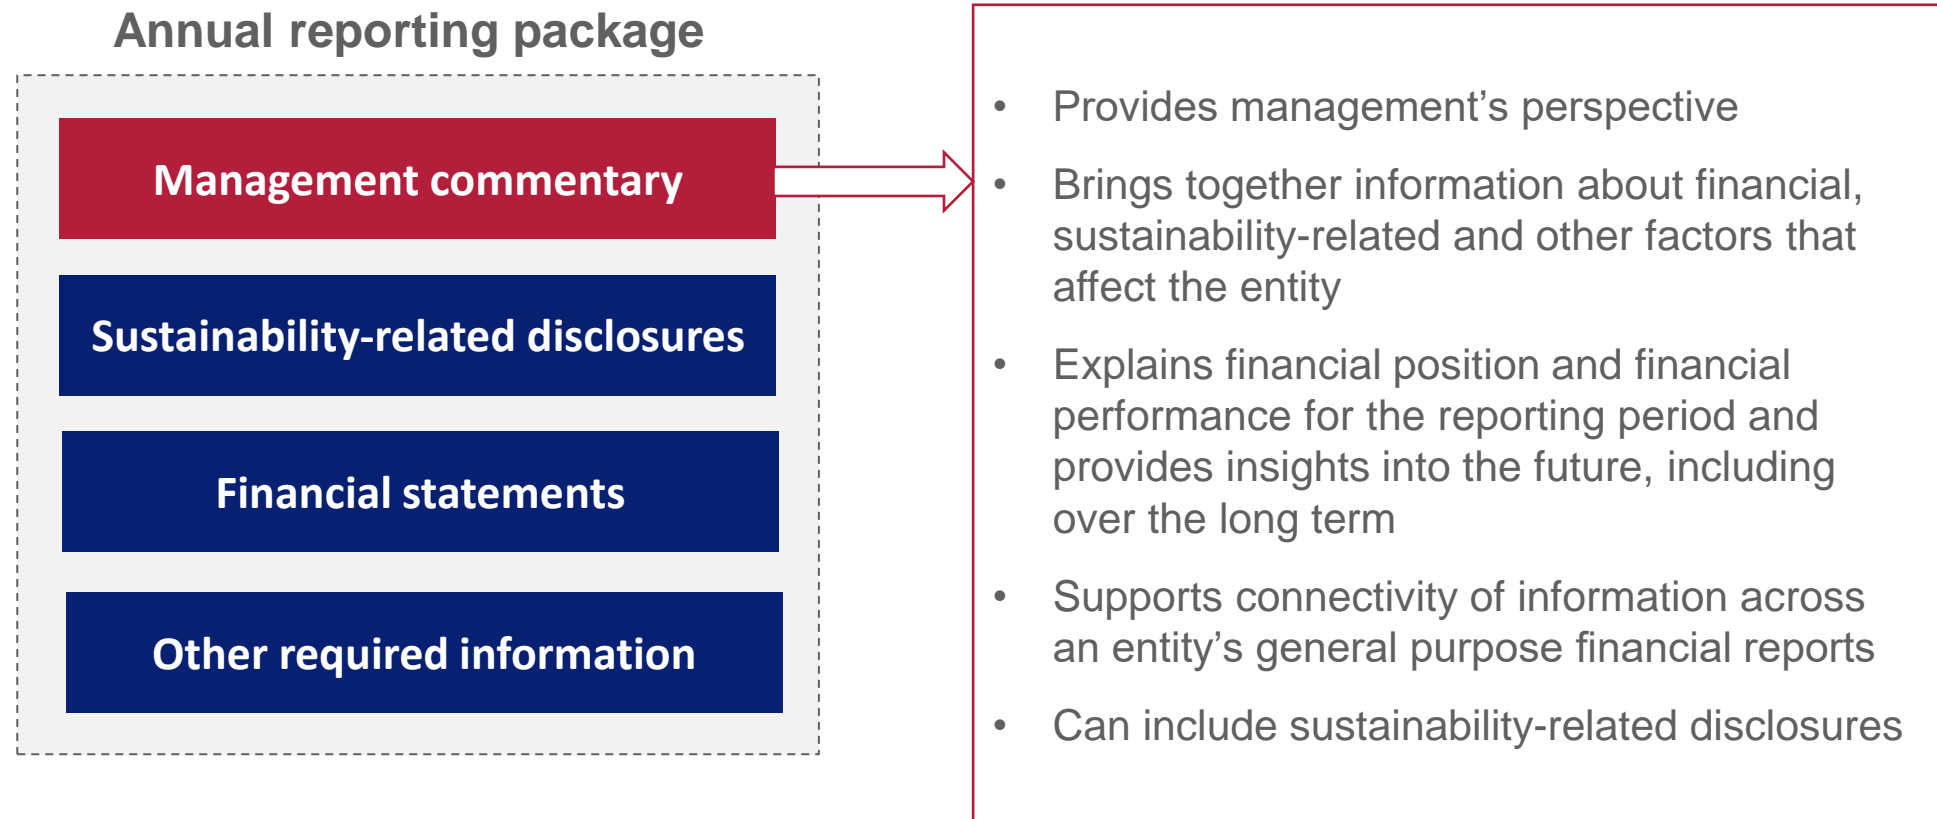 Annual reporting package
Management commentary
Sustainability-related disclosures
Financial statements
Other required information
• Provides management’s perspective
• Brings together information about financial,
sustainability-related and other factors that
affect the entity
• Explains financial position and financial
performance for the reporting period and
provides insights into the future, including
over the long term
• Supports connectivity of information across
an entity’s general purpose financial reports
• Can include sustainability-related disclosures